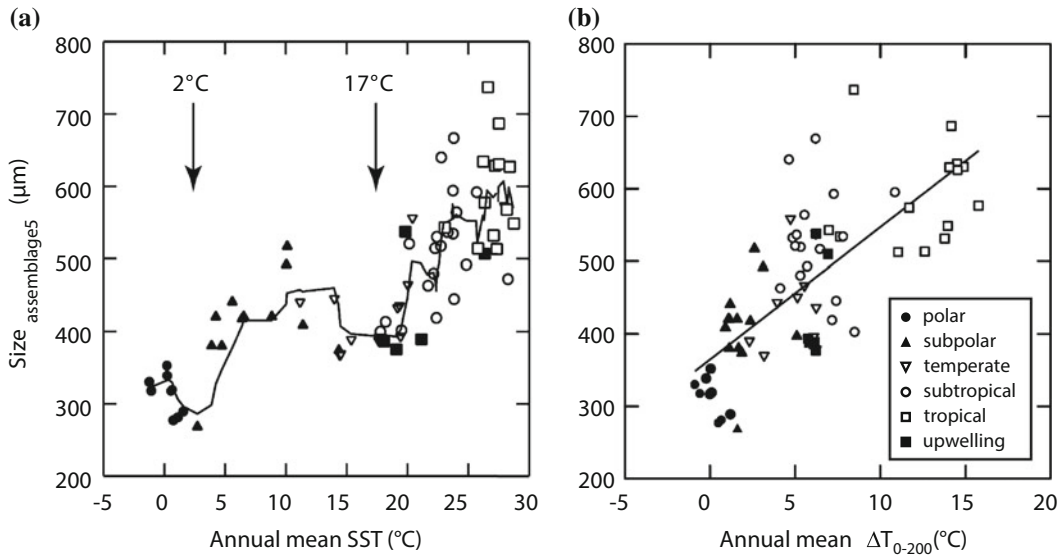 (a)
800
700
600
500
400
300
200
Size assemblage5 (µm)
2°C
17°C
-5
0
5
10
15
20
25
30
Annual mean SST (°C)
(b)
800
700
600
500
400
300
200
polar
subpolar
temperate
subtropical
tropical
upwelling
-5
0
5
10
15
20
Annual mean ΔT0-200(°C)